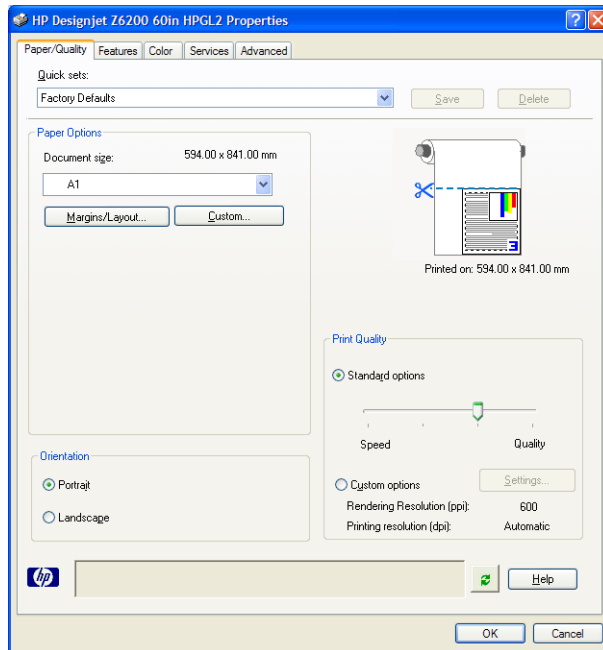 HP Designjet Z6200 60in HPGL2 Properties
Paper/Quality Features Color Services Advanced
Quick sets:
Factory Defaults
Save Delete
Paper Options
Document size: 594.00 x 841.00 mm
A1
Margins/Layout... Custom...
Printed on: 594.00 x 841.00 mm
Print Quality
Standard options
Speed Quality
Custom options Settings...
Rendering Resolution (ppi): 600
Printing resolution (dpi): Automatic
Orientation
Portrait
Landscape
hp
Help
OK Cancel